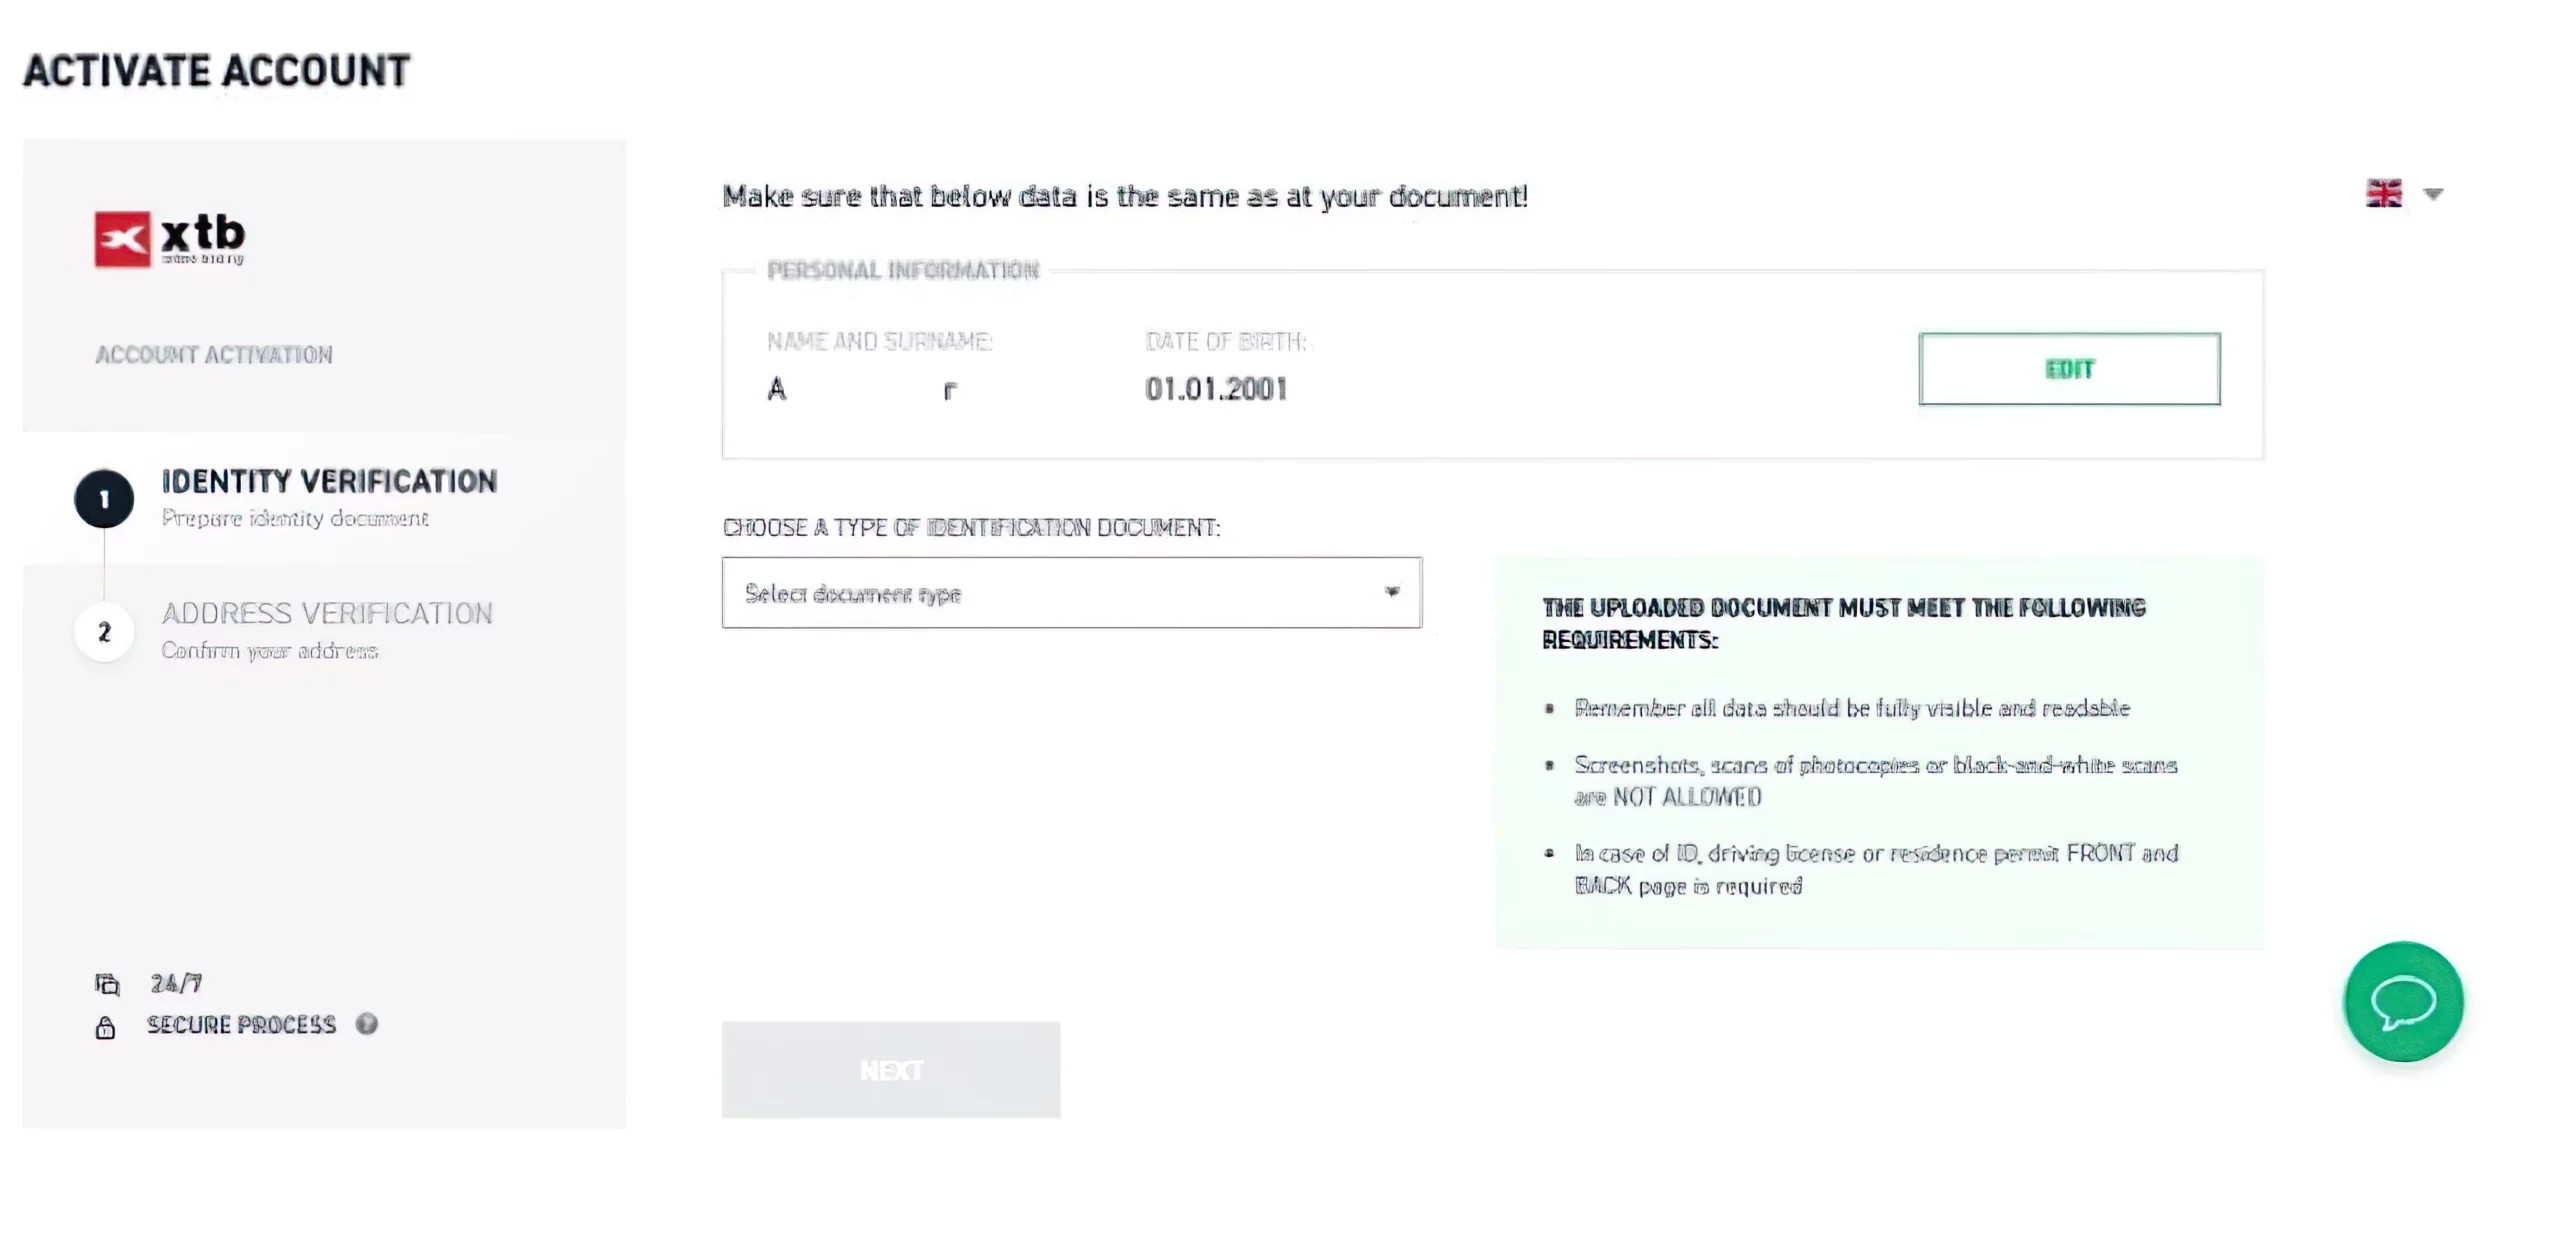 ACTIVATE ACCOUNT
xtb
ACCOUNT ACTIVATION
1
IDENTITY VERIFICATION
Prepare identity document
2
ADDRESS VERIFICATION
Confirm your address
24/7
SECURE PROCESS
Make sure that below data is the same as at your document!
PERSONAL INFORMATION
NAME AND SURNAME:
A r
DATE OF BIRTH:
01.01.2001
EDIT
CHOOSE A TYPE OF IDENTIFICATION DOCUMENT:
Select document type
THE UPLOADED DOCUMENT MUST MEET THE FOLLOWING
REQUIREMENTS:
Remember all data should be fully visible and readable
Screenshots, scans of photocopies or black-and-white scans
are NOT ALLOWED
In case of ID, driving license or residence permit FRONT and
BACK page is required
NEXT